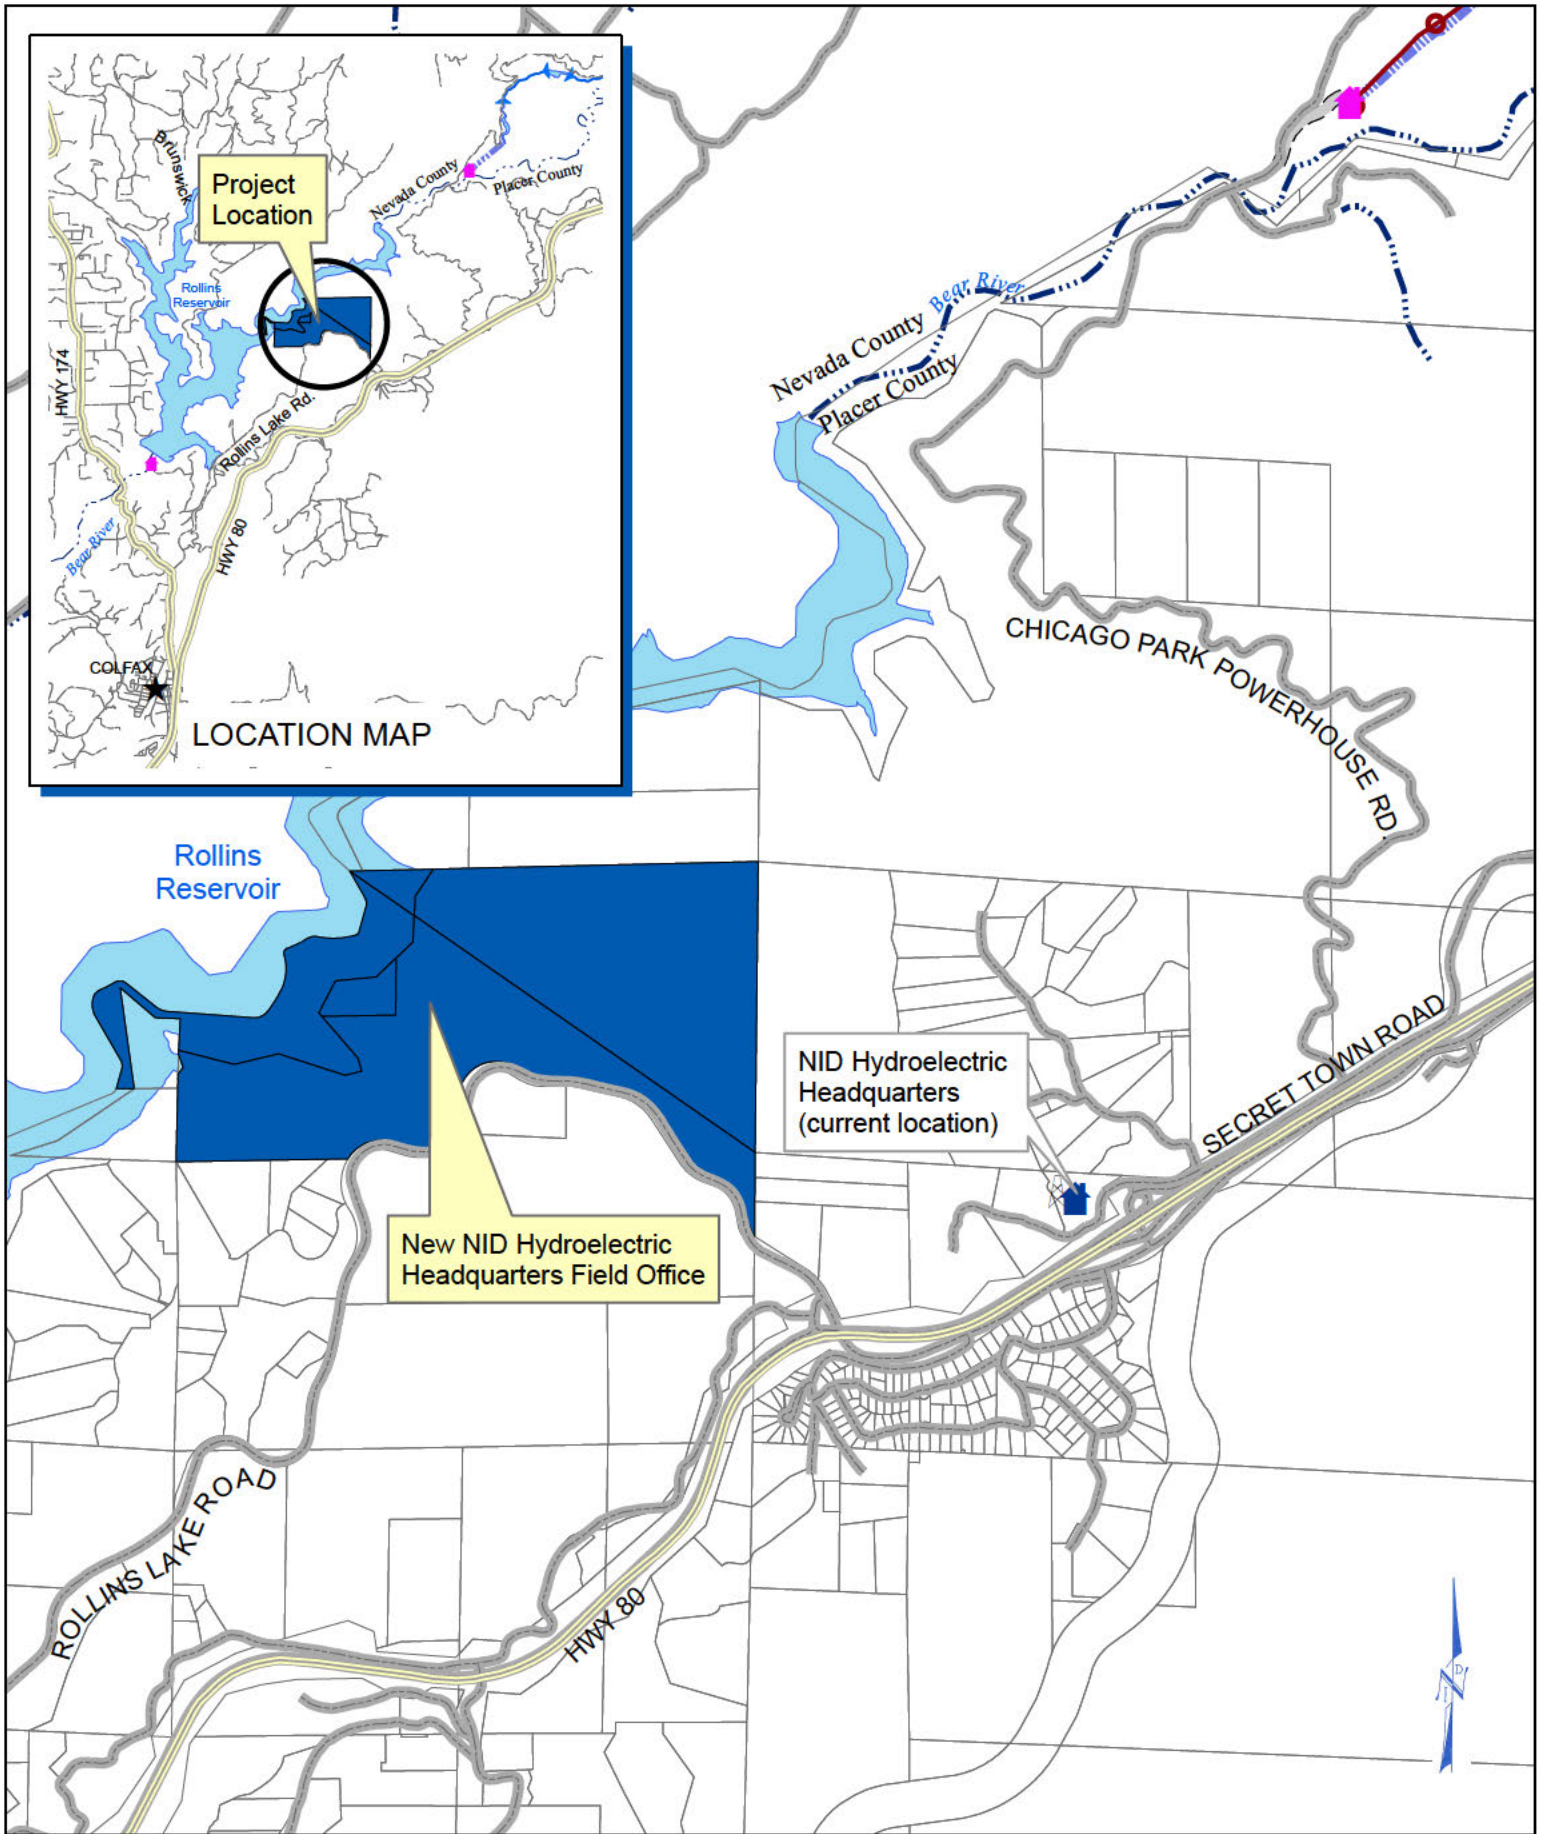 Brunswick
Project
Location
Nevada County
Placer County
Rollins
Reservoir
HWY 174
Rollins Lake Rd.
HWY 80
Bear River
COLFAX
LOCATION MAP
Bear River
Nevada County
Placer County
CHICAGO PARK POWERHOUSE RD.
Rollins
Reservoir
SECRET TOWN ROAD
NID Hydroelectric
Headquarters
(current location)
New NID Hydroelectric
Headquarters Field Office
ROLLINS LAKE ROAD
HWY 80
N
I
D